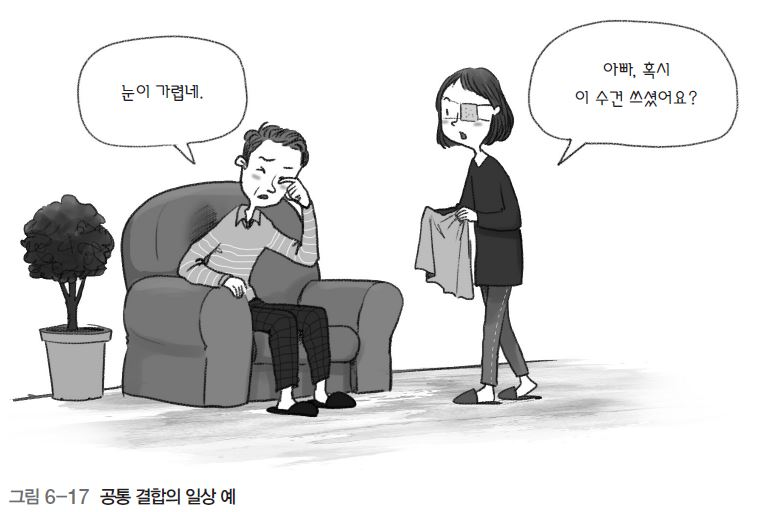 눈이 가렵네.
아빠, 혹시
이 수건 쓰셨어요?
그림 6-17 공통 결합의 일상 예